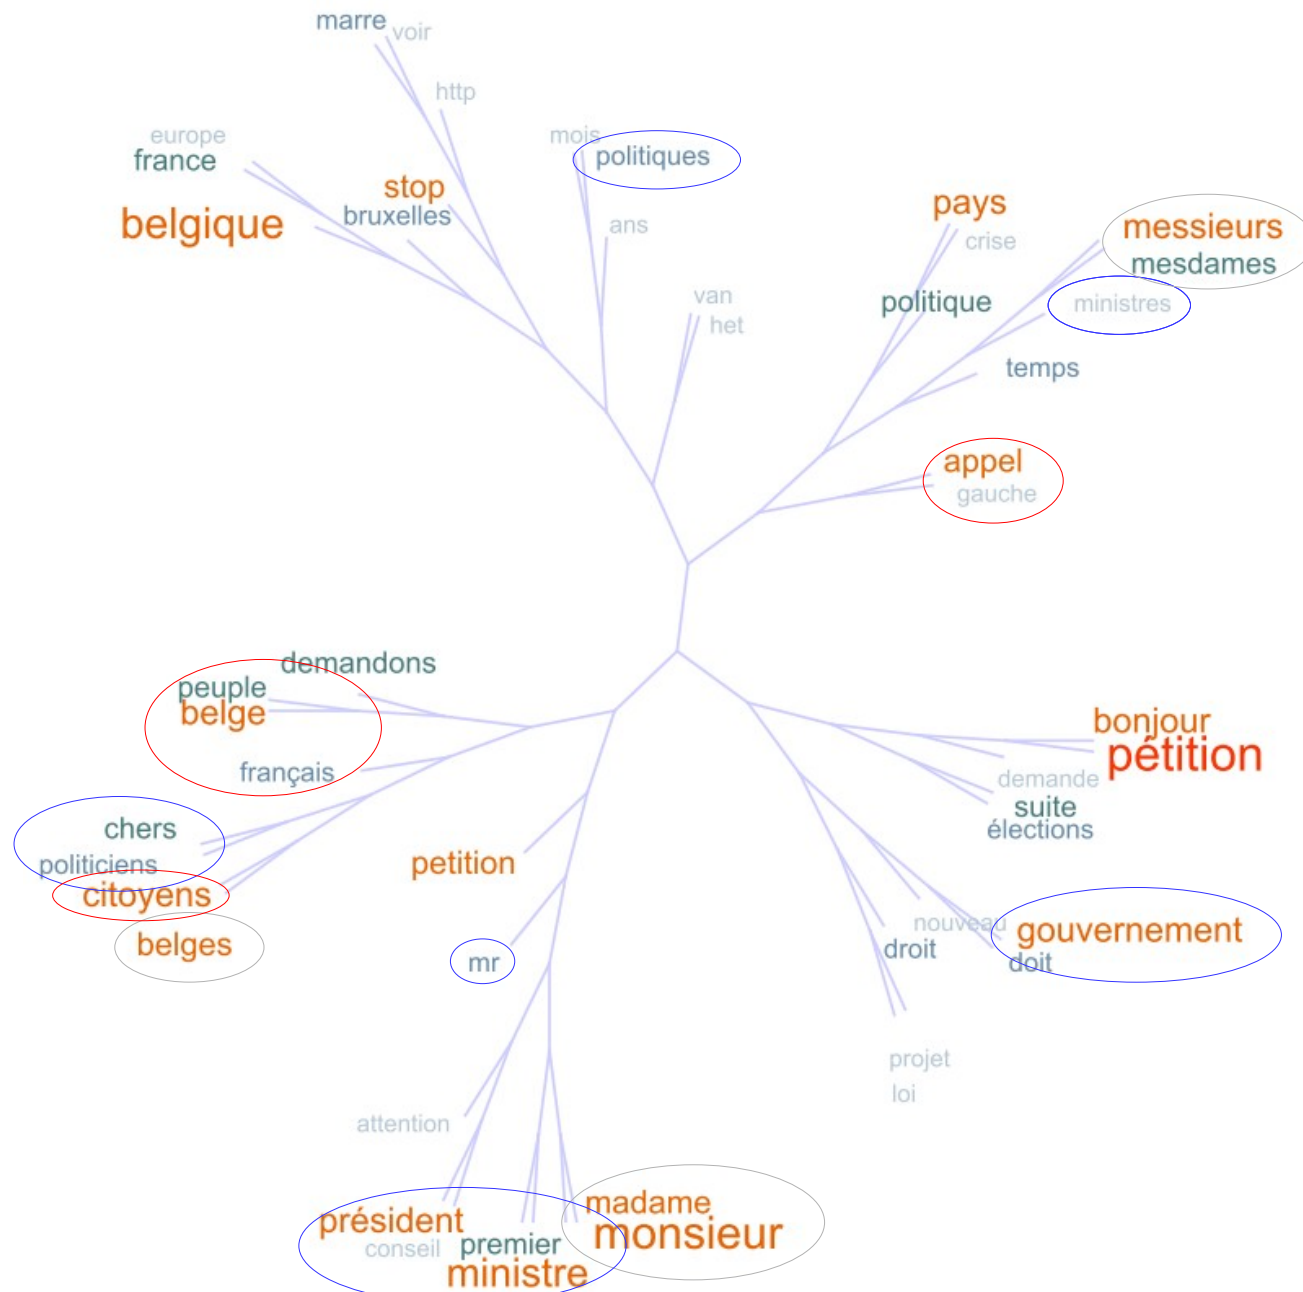 marre
voir
http
europe
france
mois
politiques
stop
belgique
bruxelles
ans
pays
crise
messieurs
mesdames
politique
ministres
van
het
temps
appel
gauche
demandons
peuple
belge
français
bonjour
pétition
demande
suite
élections
chers
politiciens
petition
citoyens
belges
mr
nouveau
gouvernement
droit
doit
projet
loi
attention
président
conseil
premier
ministre
madame
monsieur